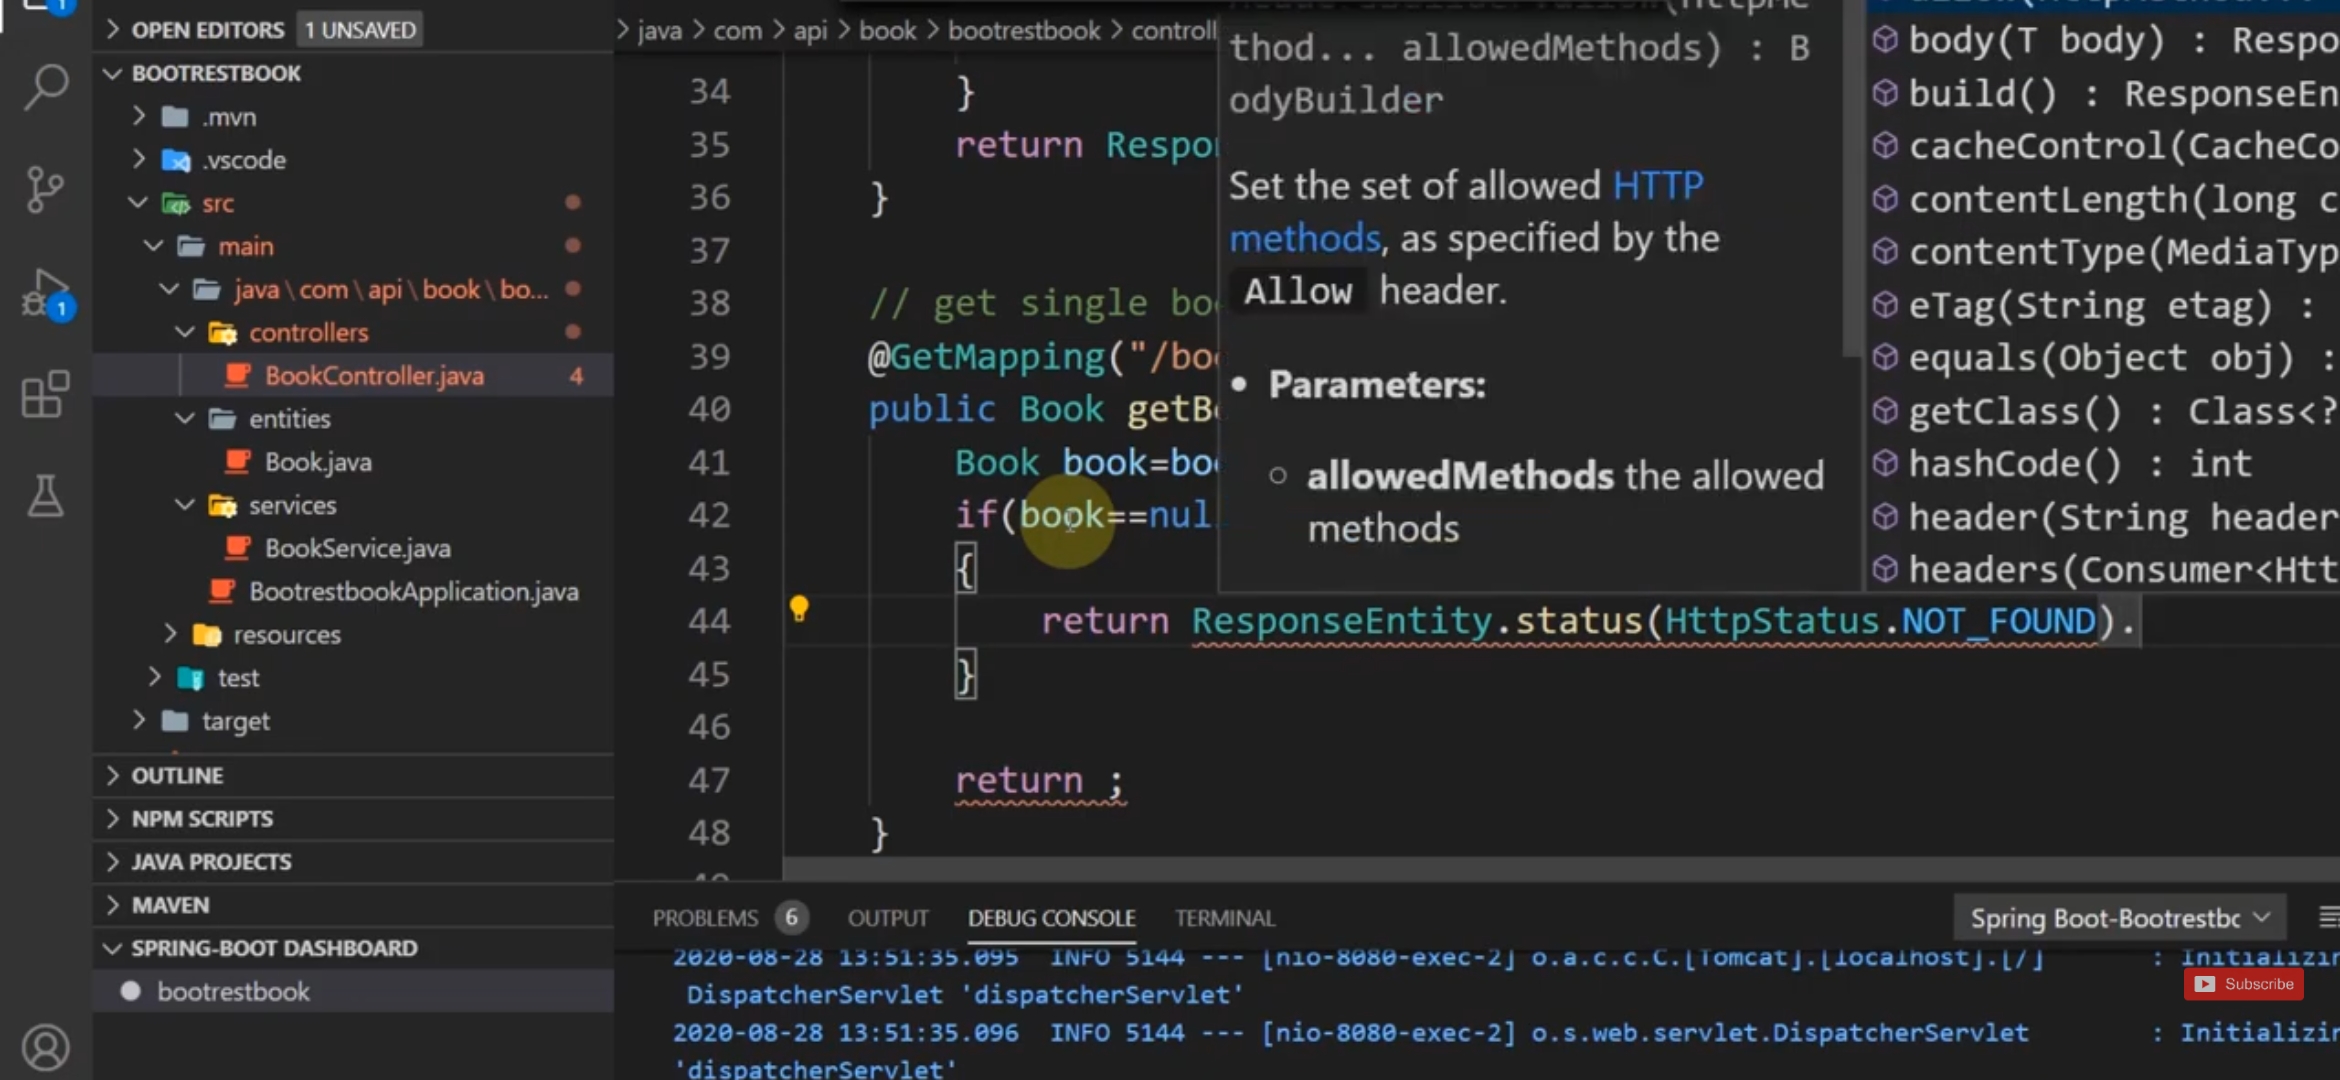 OPEN EDITORS 1 UNSAVED
BOOTRESTBOOK
.mvn
.vscode
src
main
java\com\api\book\bo...
controllers
BookController.java 4
entities
Book.java
services
BookService.java
BootrestbookApplication.java
resources
test
target
OUTLINE
NPM SCRIPTS
JAVA PROJECTS
MAVEN
SPRING-BOOT DASHBOARD
bootrestbook
1
1
> java > com > api > book > bootrestbook > controll
34 }
35 return Respo
36 }
37
38 // get single bo
39 @GetMapping("/bo
40 public Book getB
41 Book book=bo
42 if(book==nul
43 {
44 return ResponseEntity.status(HttpStatus.NOT_FOUND).
45 }
46
47 return ;
48 }
thod... allowedMethods) : B
odyBuilder
Set the set of allowed HTTP
methods, as specified by the
Allow header.
• Parameters:
○ allowedMethods the allowed
methods
body(T body) : Respo
build() : ResponseEn
cacheControl(CacheCo
contentLength(long c
contentType(MediaTyp
eTag(String etag) :
equals(Object obj) :
getClass() : Class<?
hashCode() : int
header(String header
headers(Consumer<Htt
PROBLEMS 6 OUTPUT DEBUG CONSOLE TERMINAL
Spring Boot-Bootrestbc
2020-08-28 13:51:35.095 INFO 5144 --- [nio-8080-exec-2] o.a.c.c.C.[Tomcat].[localhost].[/] : Initializin
DispatcherServlet 'dispatcherServlet'
2020-08-28 13:51:35.096 INFO 5144 --- [nio-8080-exec-2] o.s.web.servlet.DispatcherServlet : Initializin
'dispatcherServlet'
Subscribe